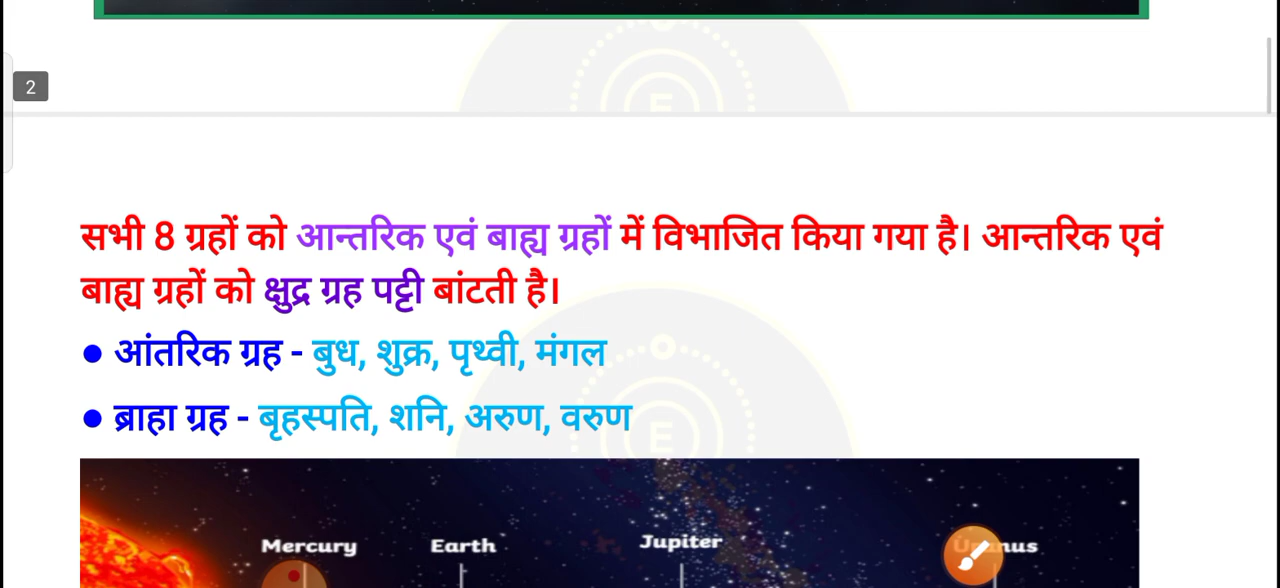 2
सभी 8 ग्रहों को आन्तरिक एवं बाह्य ग्रहों में विभाजित किया गया है। आन्तरिक एवं
बाह्य ग्रहों को क्षुद्र ग्रह पट्टी बांटती है।
● आंतरिक ग्रह - बुध, शुक्र, पृथ्वी, मंगल
● ब्राहा ग्रह - बृहस्पति, शनि, अरुण, वरुण
Mercury Earth Jupiter